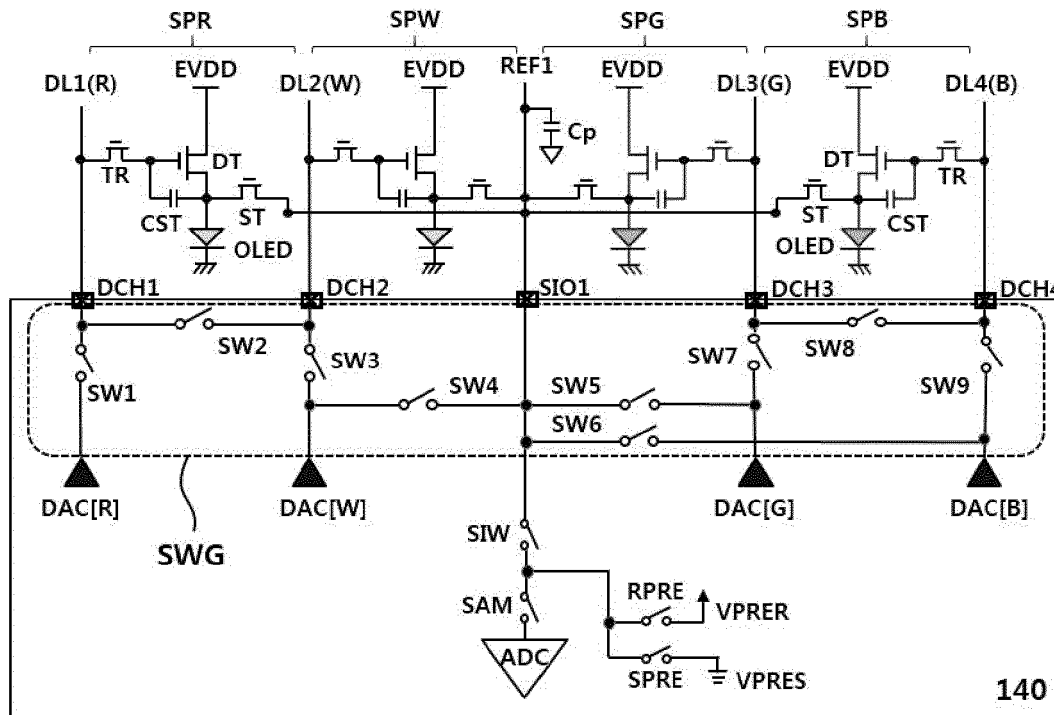 SPR SPW SPG SPB
DL1(R) EVDD DL2(W) EVDD REF1 EVDD DL3(G) EVDD DL4(B)
Cp
TR DT DT TR
CST ST ST CST
OLED OLED
DCH1 DCH2 SIO1 DCH3 DCH4
SW2 SW8
SW1 SW3 SW7 SW9
SW4 SW5
SW6
DAC[R] DAC[W] DAC[G] DAC[B]
SWG
SIW
SAM RPRE VPRER
ADC
SPRE VPRES
140